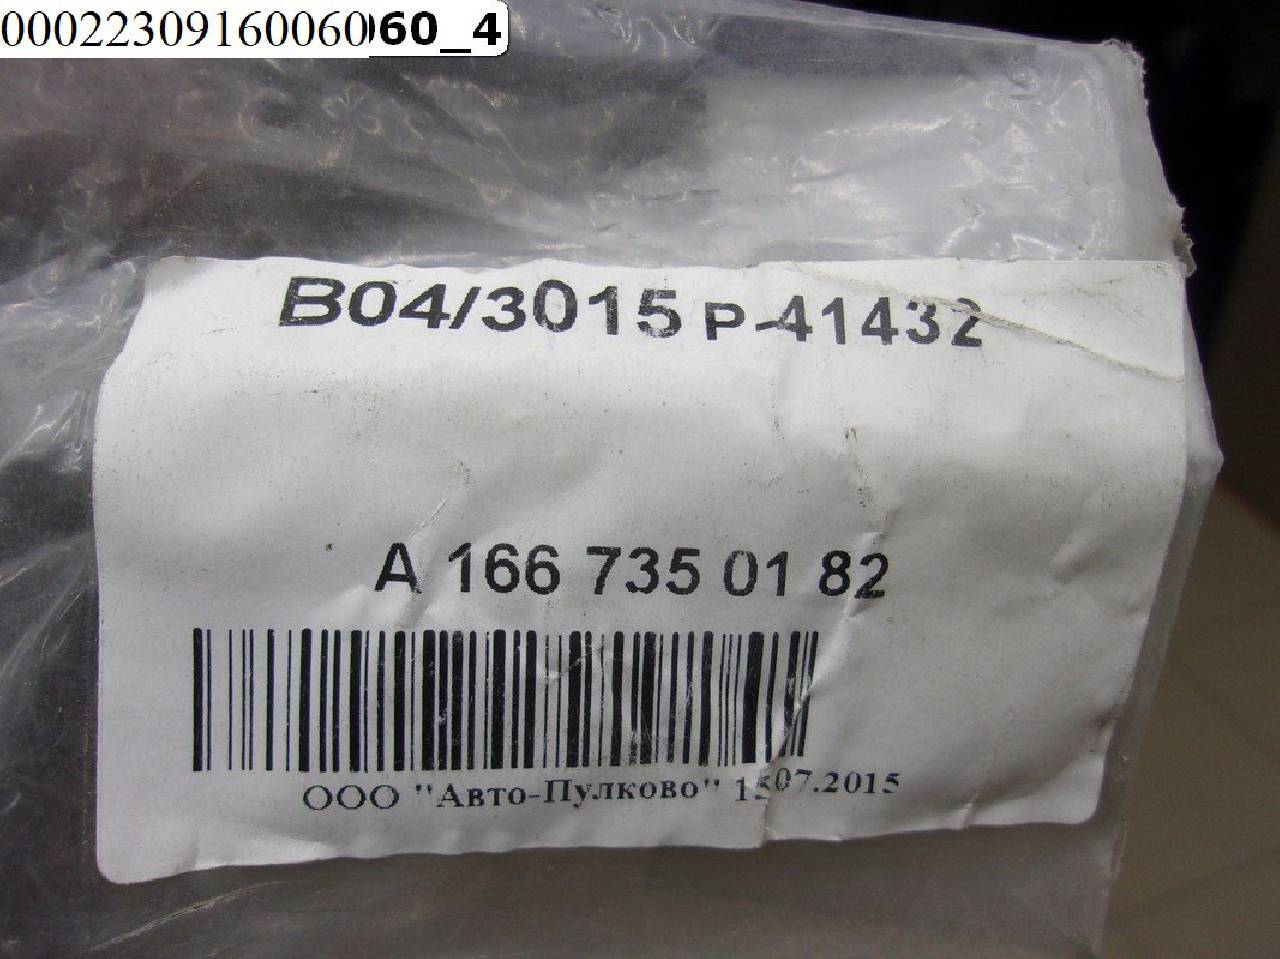 00022309160060060_4
B04/3015 P-41432
A 166 735 01 82
ООО "Авто-Пулково" 15.07.2015